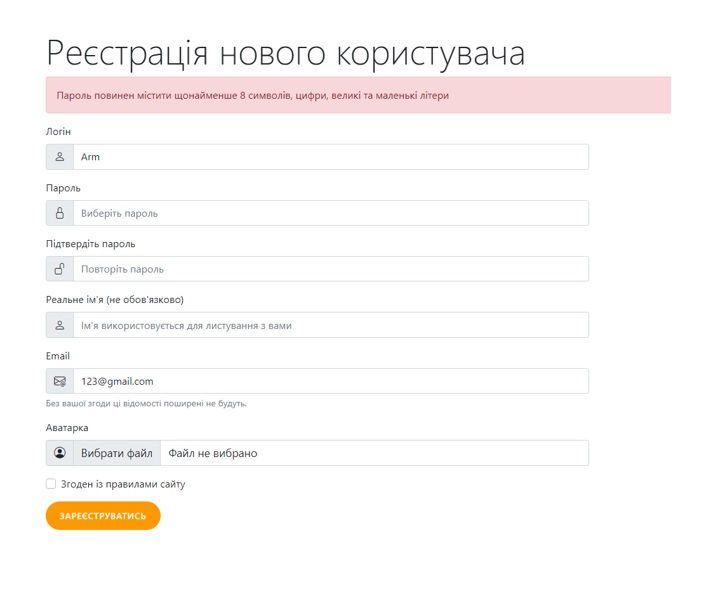 Реєстрація нового користувача
Пароль повинен містити щонайменше 8 символів, цифри, великі та маленькі літери
Логін
Arm
Пароль
Виберіть пароль
Підтвердіть пароль
Повторіть пароль
Реальне ім'я (не обов'язково)
Ім'я використовується для листування з вами
Email
123@gmail.com
Без вашої згоди ці відомості поширені не будуть.
Аватарка
Вибрати файл Файл не вибрано
Згоден із правилами сайту
ЗАРЕЄСТРУВАТИСЬ